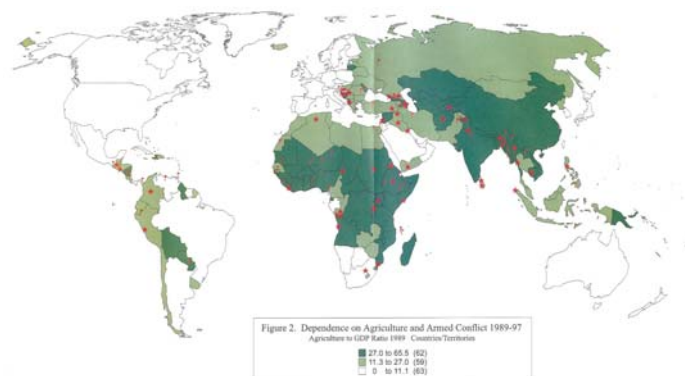 Figure 2. Dependence on Agriculture and Armed Conflict 1989-97
Agriculture to GDP Ratio 1989 Countries/Territories
27.0 to 65.5 (62)
11.3 to 27.0 (59)
0 to 11.1 (63)